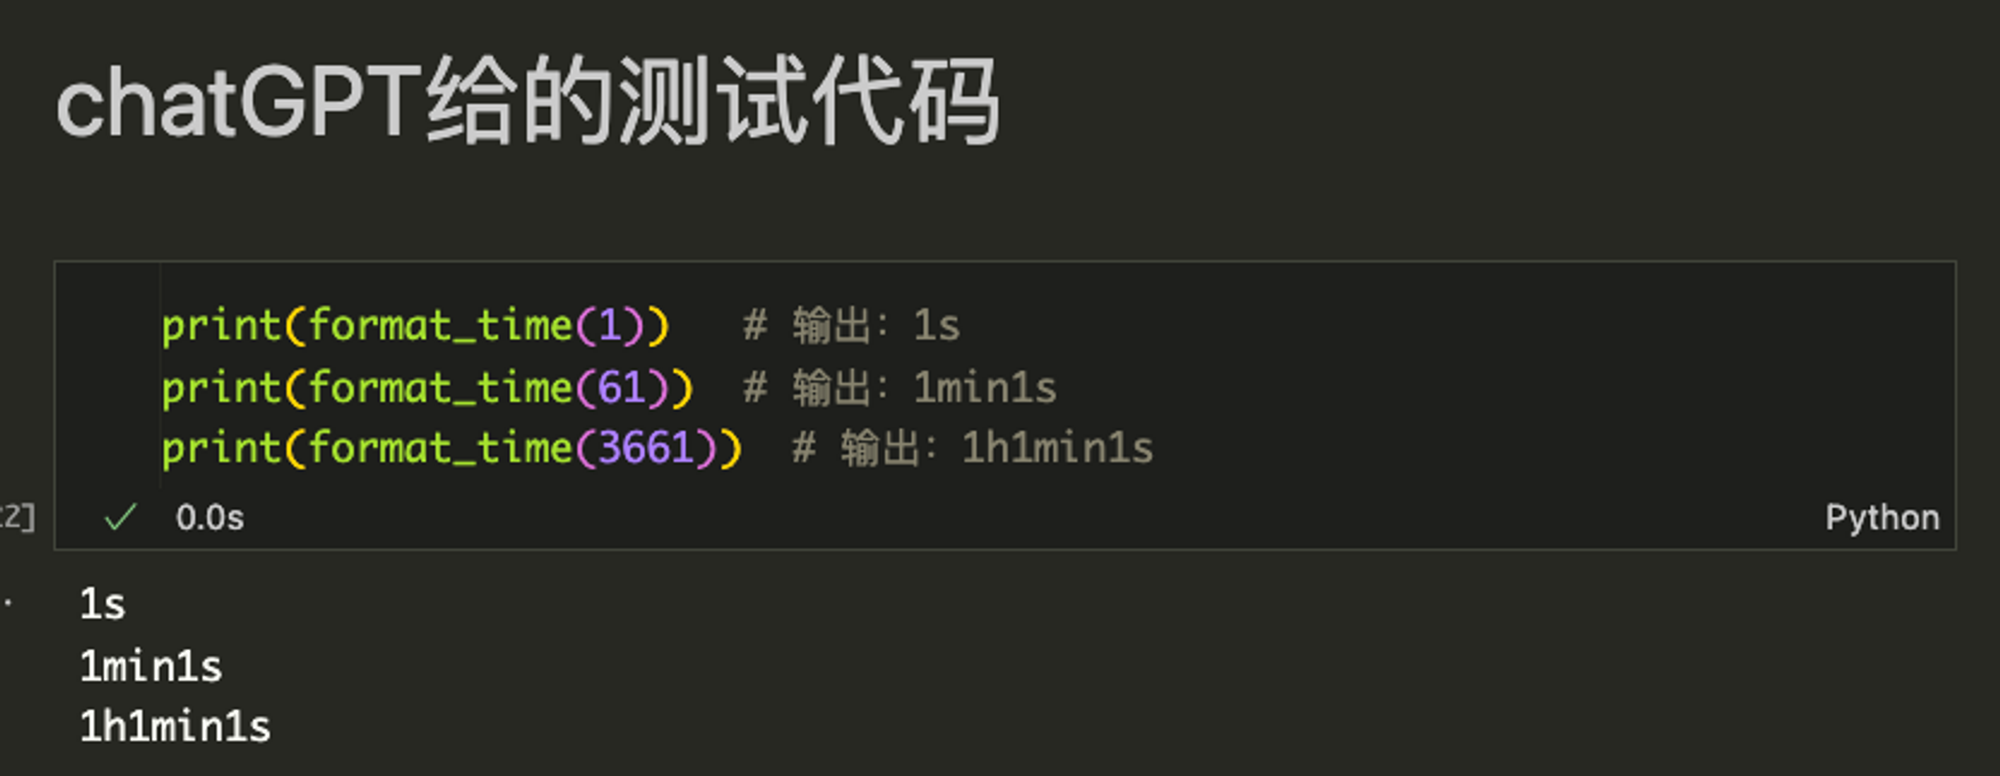 chatGPT给的测试代码
print(format_time(1))   # 输出：1s
print(format_time(61))  # 输出：1min1s
print(format_time(3661))  # 输出：1h1min1s
2]
0.0s
Python
1s
1min1s
1h1min1s